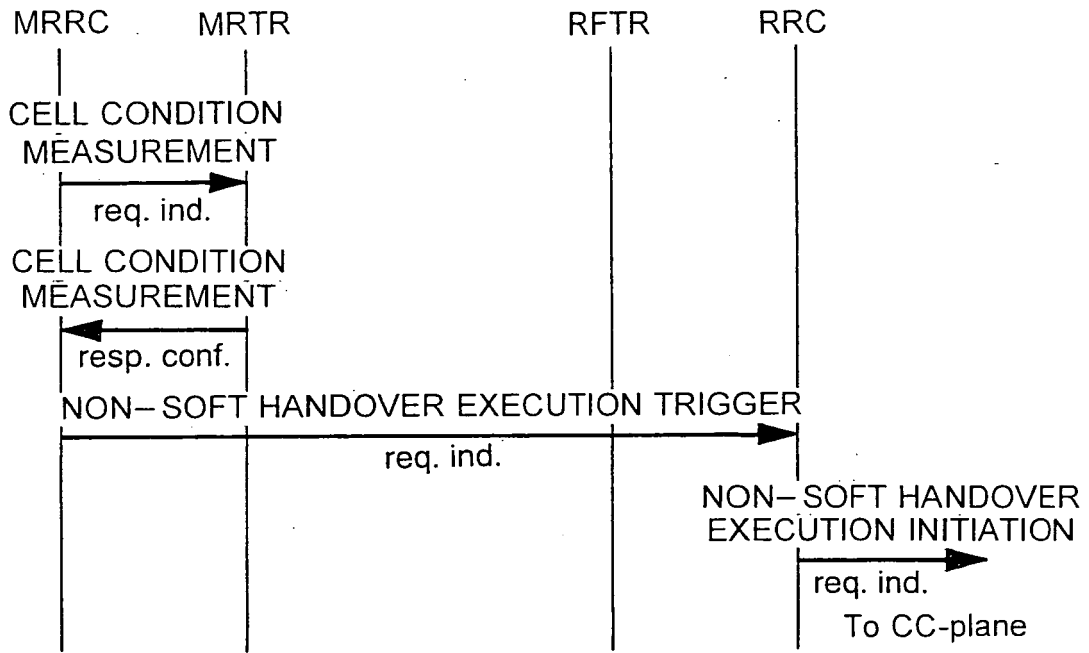 MRRC MRTR RFTR RRC
CELL CONDITION
MEASUREMENT
req. ind.
CELL CONDITION
MEASUREMENT
resp. conf.
NON–SOFT HANDOVER EXECUTION TRIGGER
req. ind.
NON–SOFT HANDOVER
EXECUTION INITIATION
req. ind.
To CC-plane